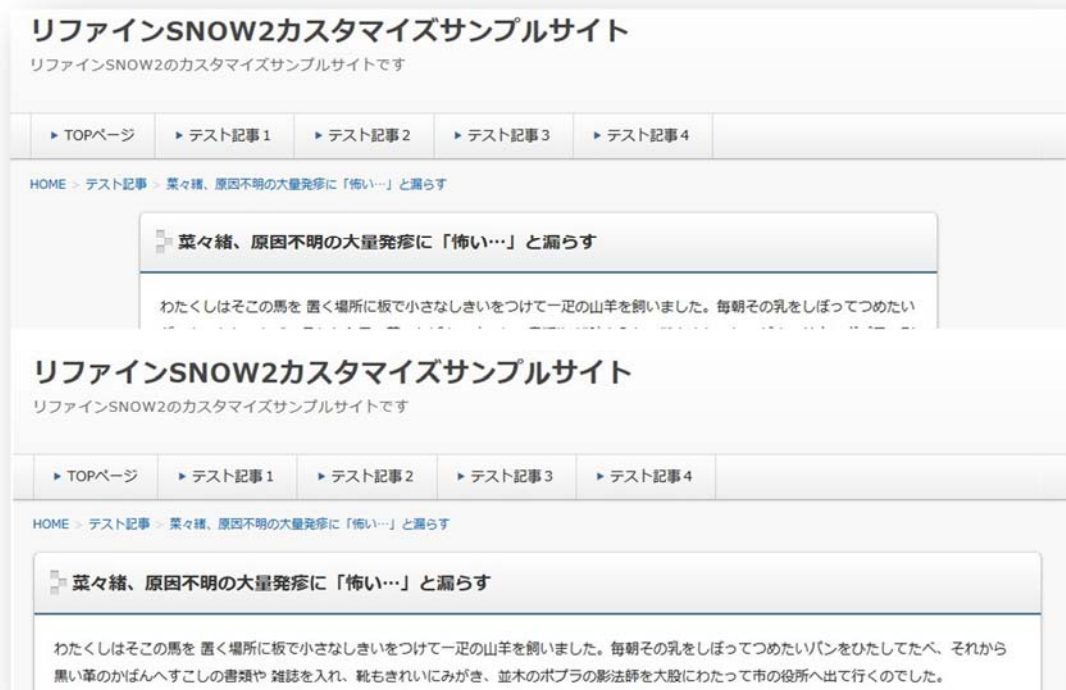 リファインSNOW2カスタマイズサンプルサイト
リファインSNOW2のカスタマイズサンプルサイトです
TOPページ テスト記事1 テスト記事2 テスト記事3 テスト記事4
HOME > テスト記事 > 菜々緒、原因不明の大量発疹に「怖い…」と漏らす
菜々緒、原因不明の大量発疹に「怖い…」と漏らす
わたくしはそこの馬を 置く場所に板で小さなしきいをつけて一疋の山羊を飼いました。毎朝その乳をしぼってつめたい
リファインSNOW2カスタマイズサンプルサイト
リファインSNOW2のカスタマイズサンプルサイトです
TOPページ テスト記事1 テスト記事2 テスト記事3 テスト記事4
HOME > テスト記事 > 菜々緒、原因不明の大量発疹に「怖い…」と漏らす
菜々緒、原因不明の大量発疹に「怖い…」と漏らす
わたくしはそこの馬を 置く場所に板で小さなしきいをつけて一疋の山羊を飼いました。毎朝その乳をしぼってつめたいパンをひたしてたべ、それから
黒い革のかばんへすこしの書類や 雑誌を入れ、靴もきれいにみがき、並木のポプラの影法師を大股にわたって市の役所へ出て行くのでした。